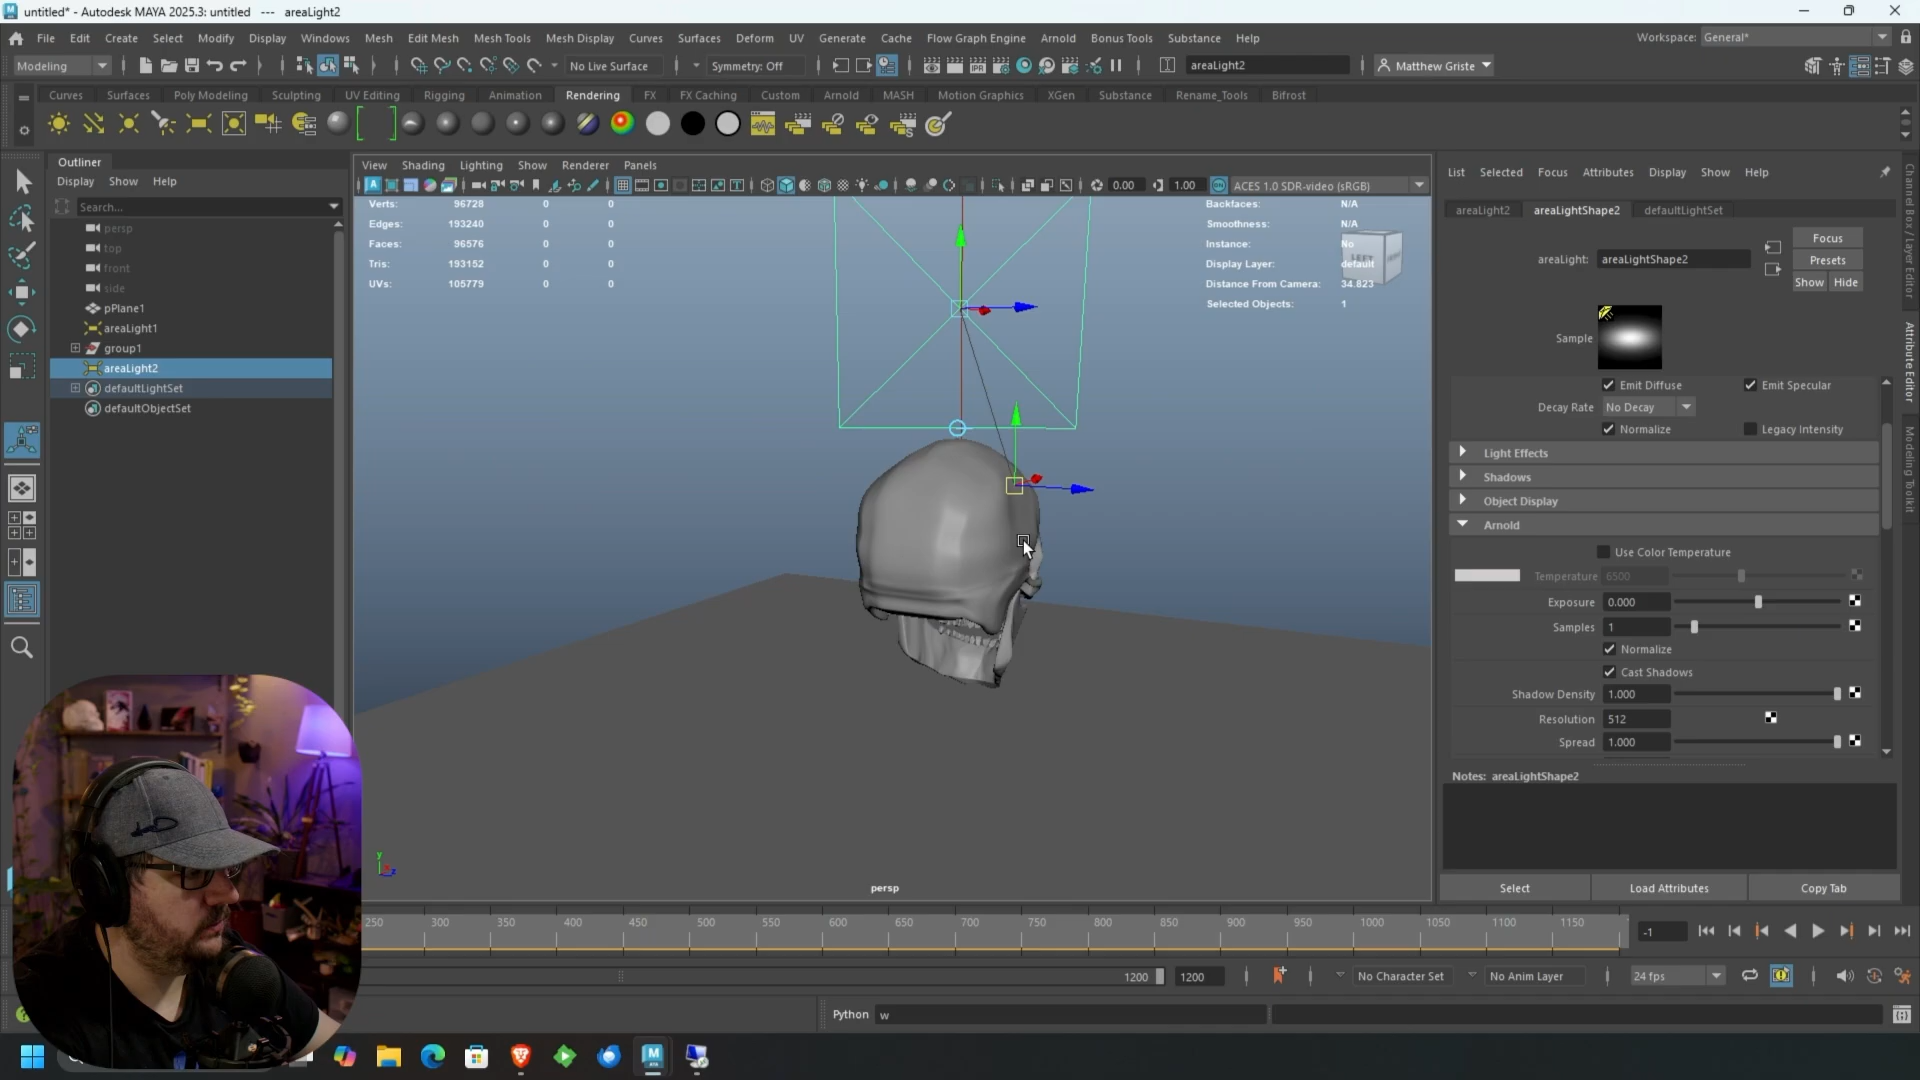 untitled* - Autodesk MAYA 2025.3: untitled   ---   areaLight2
File Edit Create Select Modify Display Windows Mesh Edit Mesh Mesh Tools Mesh Display Curves Surfaces Deform UV Generate Cache Flow Graph Engine Arnold Bonus Tools Substance Help
Workspace: General*
Modeling
No Live Surface
Symmetry: Off
areaLight2
Matthew Griste
Curves Surfaces Poly Modeling Sculpting UV Editing Rigging Animation Rendering FX FX Caching Custom Arnold MASH Motion Graphics XGen Substance Rename_Tools Bifrost
Outliner
Display Show Help
Search...
persp
top
front
side
pPlane1
areaLight1
group1
areaLight2
defaultLightSet
defaultObjectSet
View Shading Lighting Show Renderer Panels
0.00
1.00
ACES 1.0 SDR-video (sRGB)
Verts: 96728 0 0
Edges: 193240 0 0
Faces: 96576 0 0
Tris: 193152 0 0
UVs: 105779 0 0
Backfaces: N/A
Smoothness: N/A
Instance: No
Display Layer: default
Distance From Camera: 34.823
Selected Objects: 1
LEFT
y
persp
List Selected Focus Attributes Display Show Help
areaLight2 areaLightShape2 defaultLightSet
areaLight: areaLightShape2
Focus
Presets
Show Hide
Sample
Emit Diffuse
Emit Specular
Decay Rate No Decay
Normalize
Legacy Intensity
Light Effects
Shadows
Object Display
Arnold
Use Color Temperature
Temperature 6500
Exposure 0.000
Samples 1
Normalize
Cast Shadows
Shadow Density 1.000
Resolution 512
Spread 1.000
Notes: areaLightShape2
Select
Load Attributes
Copy Tab
Channel Box / Layer Editor
Attribute Editor
Modeling Toolkit
250 300 350 400 450 500 550 600 650 700 750 800 850 900 950 1000 1050 1100 1150
-1
1200
1200
No Character Set
No Anim Layer
24 fps
Python
w